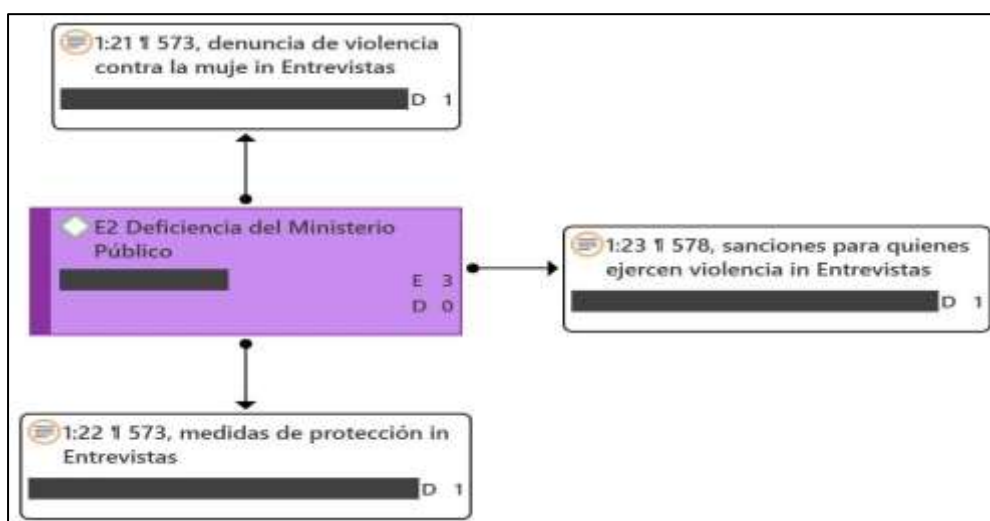 1:21 ¶ 573, denuncia de violencia
contra la muje in Entrevistas
D 1
E2 Deficiencia del Ministerio
Público
E 3
D 0
1:23 ¶ 578, sanciones para quienes
ejercen violencia in Entrevistas
D 1
1:22 ¶ 573, medidas de protección in
Entrevistas
D 1